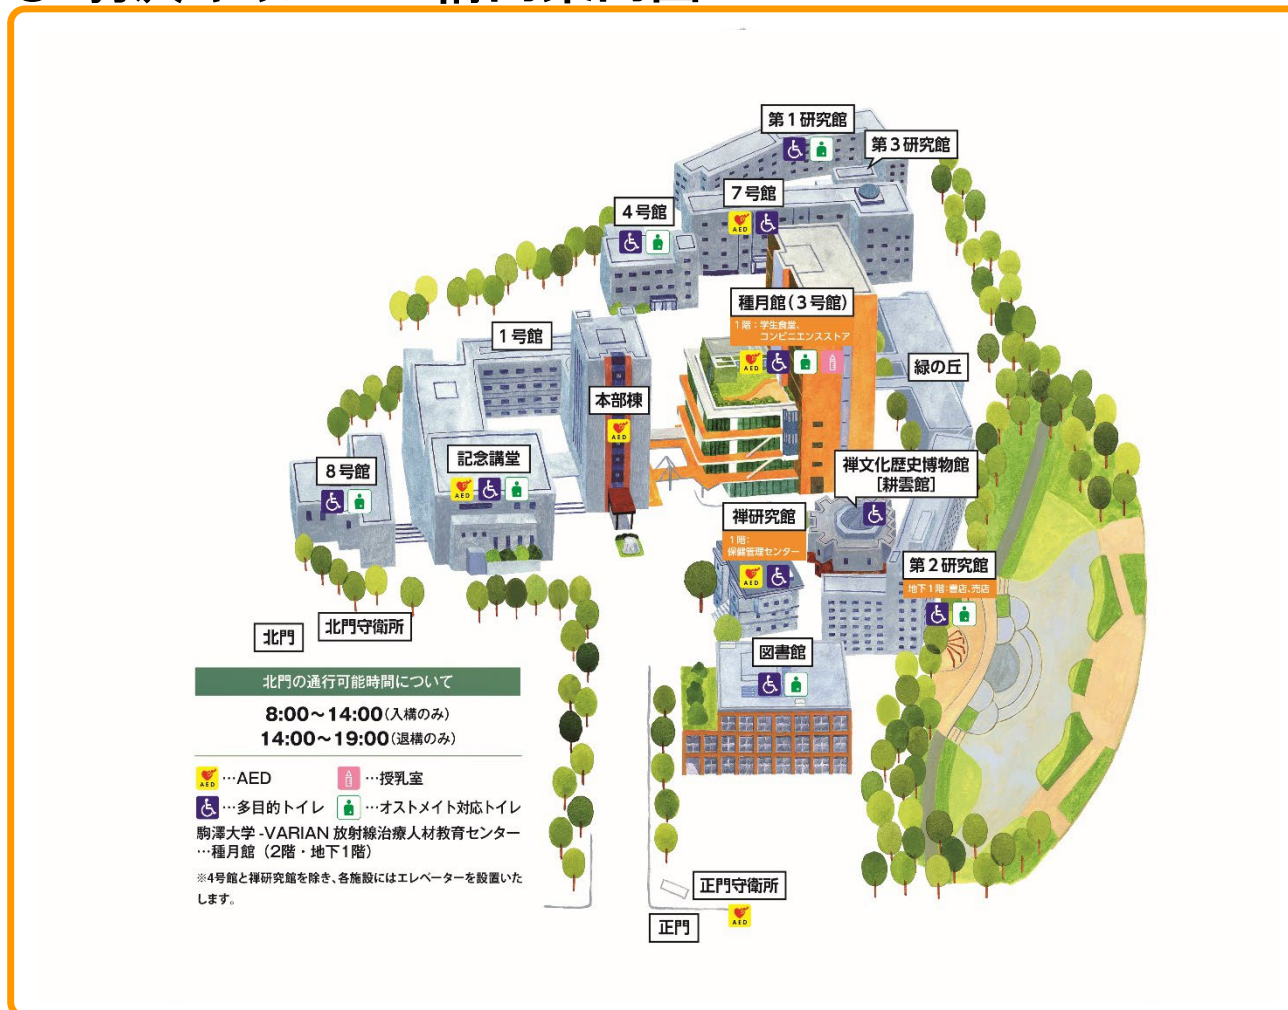 第1研究館
第3研究館
7号館
AED
4号館
種月館(3号館)
1階：学生食堂、
コンビニエンスストア
AED
1号館
緑の丘
本部棟
AED
禅文化歴史博物館
[耕雲館]
記念講堂
AED
8号館
禅研究館
1階：
保健管理センター
AED
第2研究館
地下1階：書店、売店
北門守衛所
北門
図書館
北門の通行可能時間について
8:00〜14:00(入構のみ)
14:00〜19:00(退構のみ)
AED …AED …授乳室
…多目的トイレ …オストメイト対応トイレ
駒澤大学-VARIAN 放射線治療人材教育センター
…種月館（2階・地下1階）
※4号館と禅研究館を除き、各施設にはエレベーターを設置いた
します。
正門守衛所
AED
正門